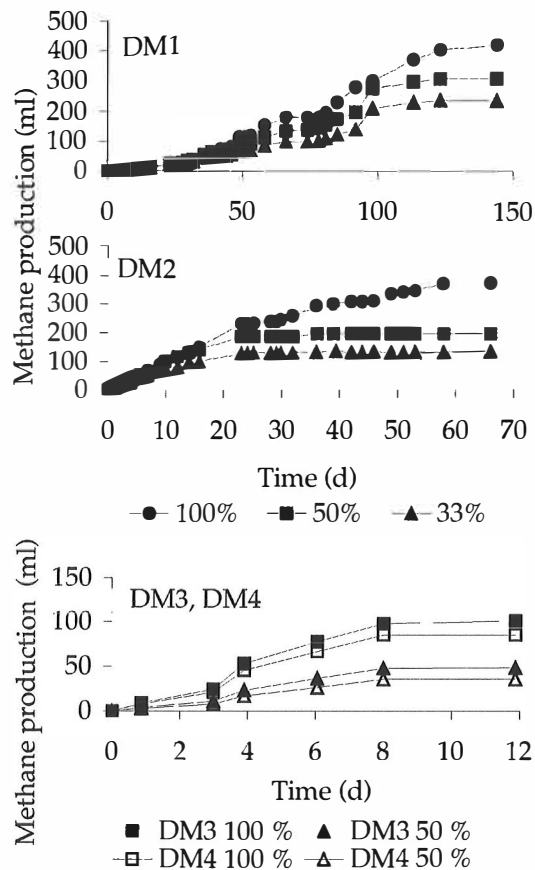 500
DM1
400
300
200
100
0
0 50 100 150
Methane production (ml)
500
DM2
400
300
200
100
0
0 10 20 30 40 50 60 70
Time (d)
100% 50% 33%
150
DM3, DM4
100
50
0
0 2 4 6 8 10 12
Methane production (ml)
Time (d)
DM3 100 % DM3 50 %
DM4 100 % DM4 50 %